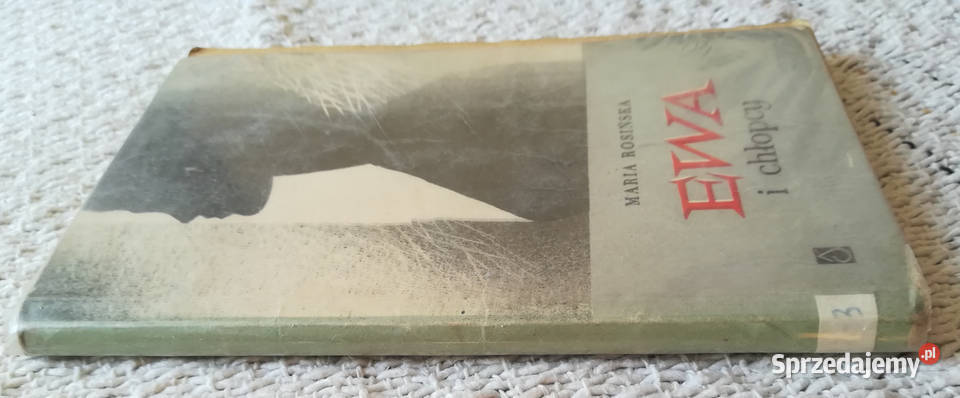 MARIA ROSIŃSKA
EWA
i chłopcy
3
Sprzedajemy.pl